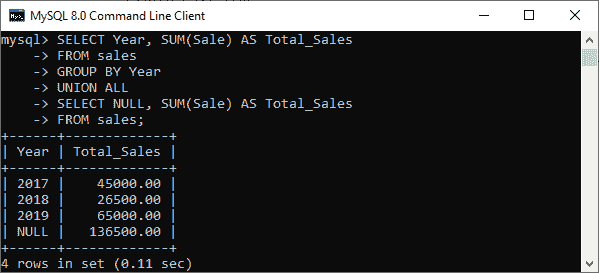 MySQL 8.0 Command Line Client
mysql> SELECT Year, SUM(Sale) AS Total_Sales
    -> FROM sales
    -> GROUP BY Year
    -> UNION ALL
    -> SELECT NULL, SUM(Sale) AS Total_Sales
    -> FROM sales;
+------+-------------+
| Year | Total_Sales |
+------+-------------+
| 2017 |    45000.00 |
| 2018 |    26500.00 |
| 2019 |    65000.00 |
| NULL |   136500.00 |
+------+-------------+
4 rows in set (0.11 sec)